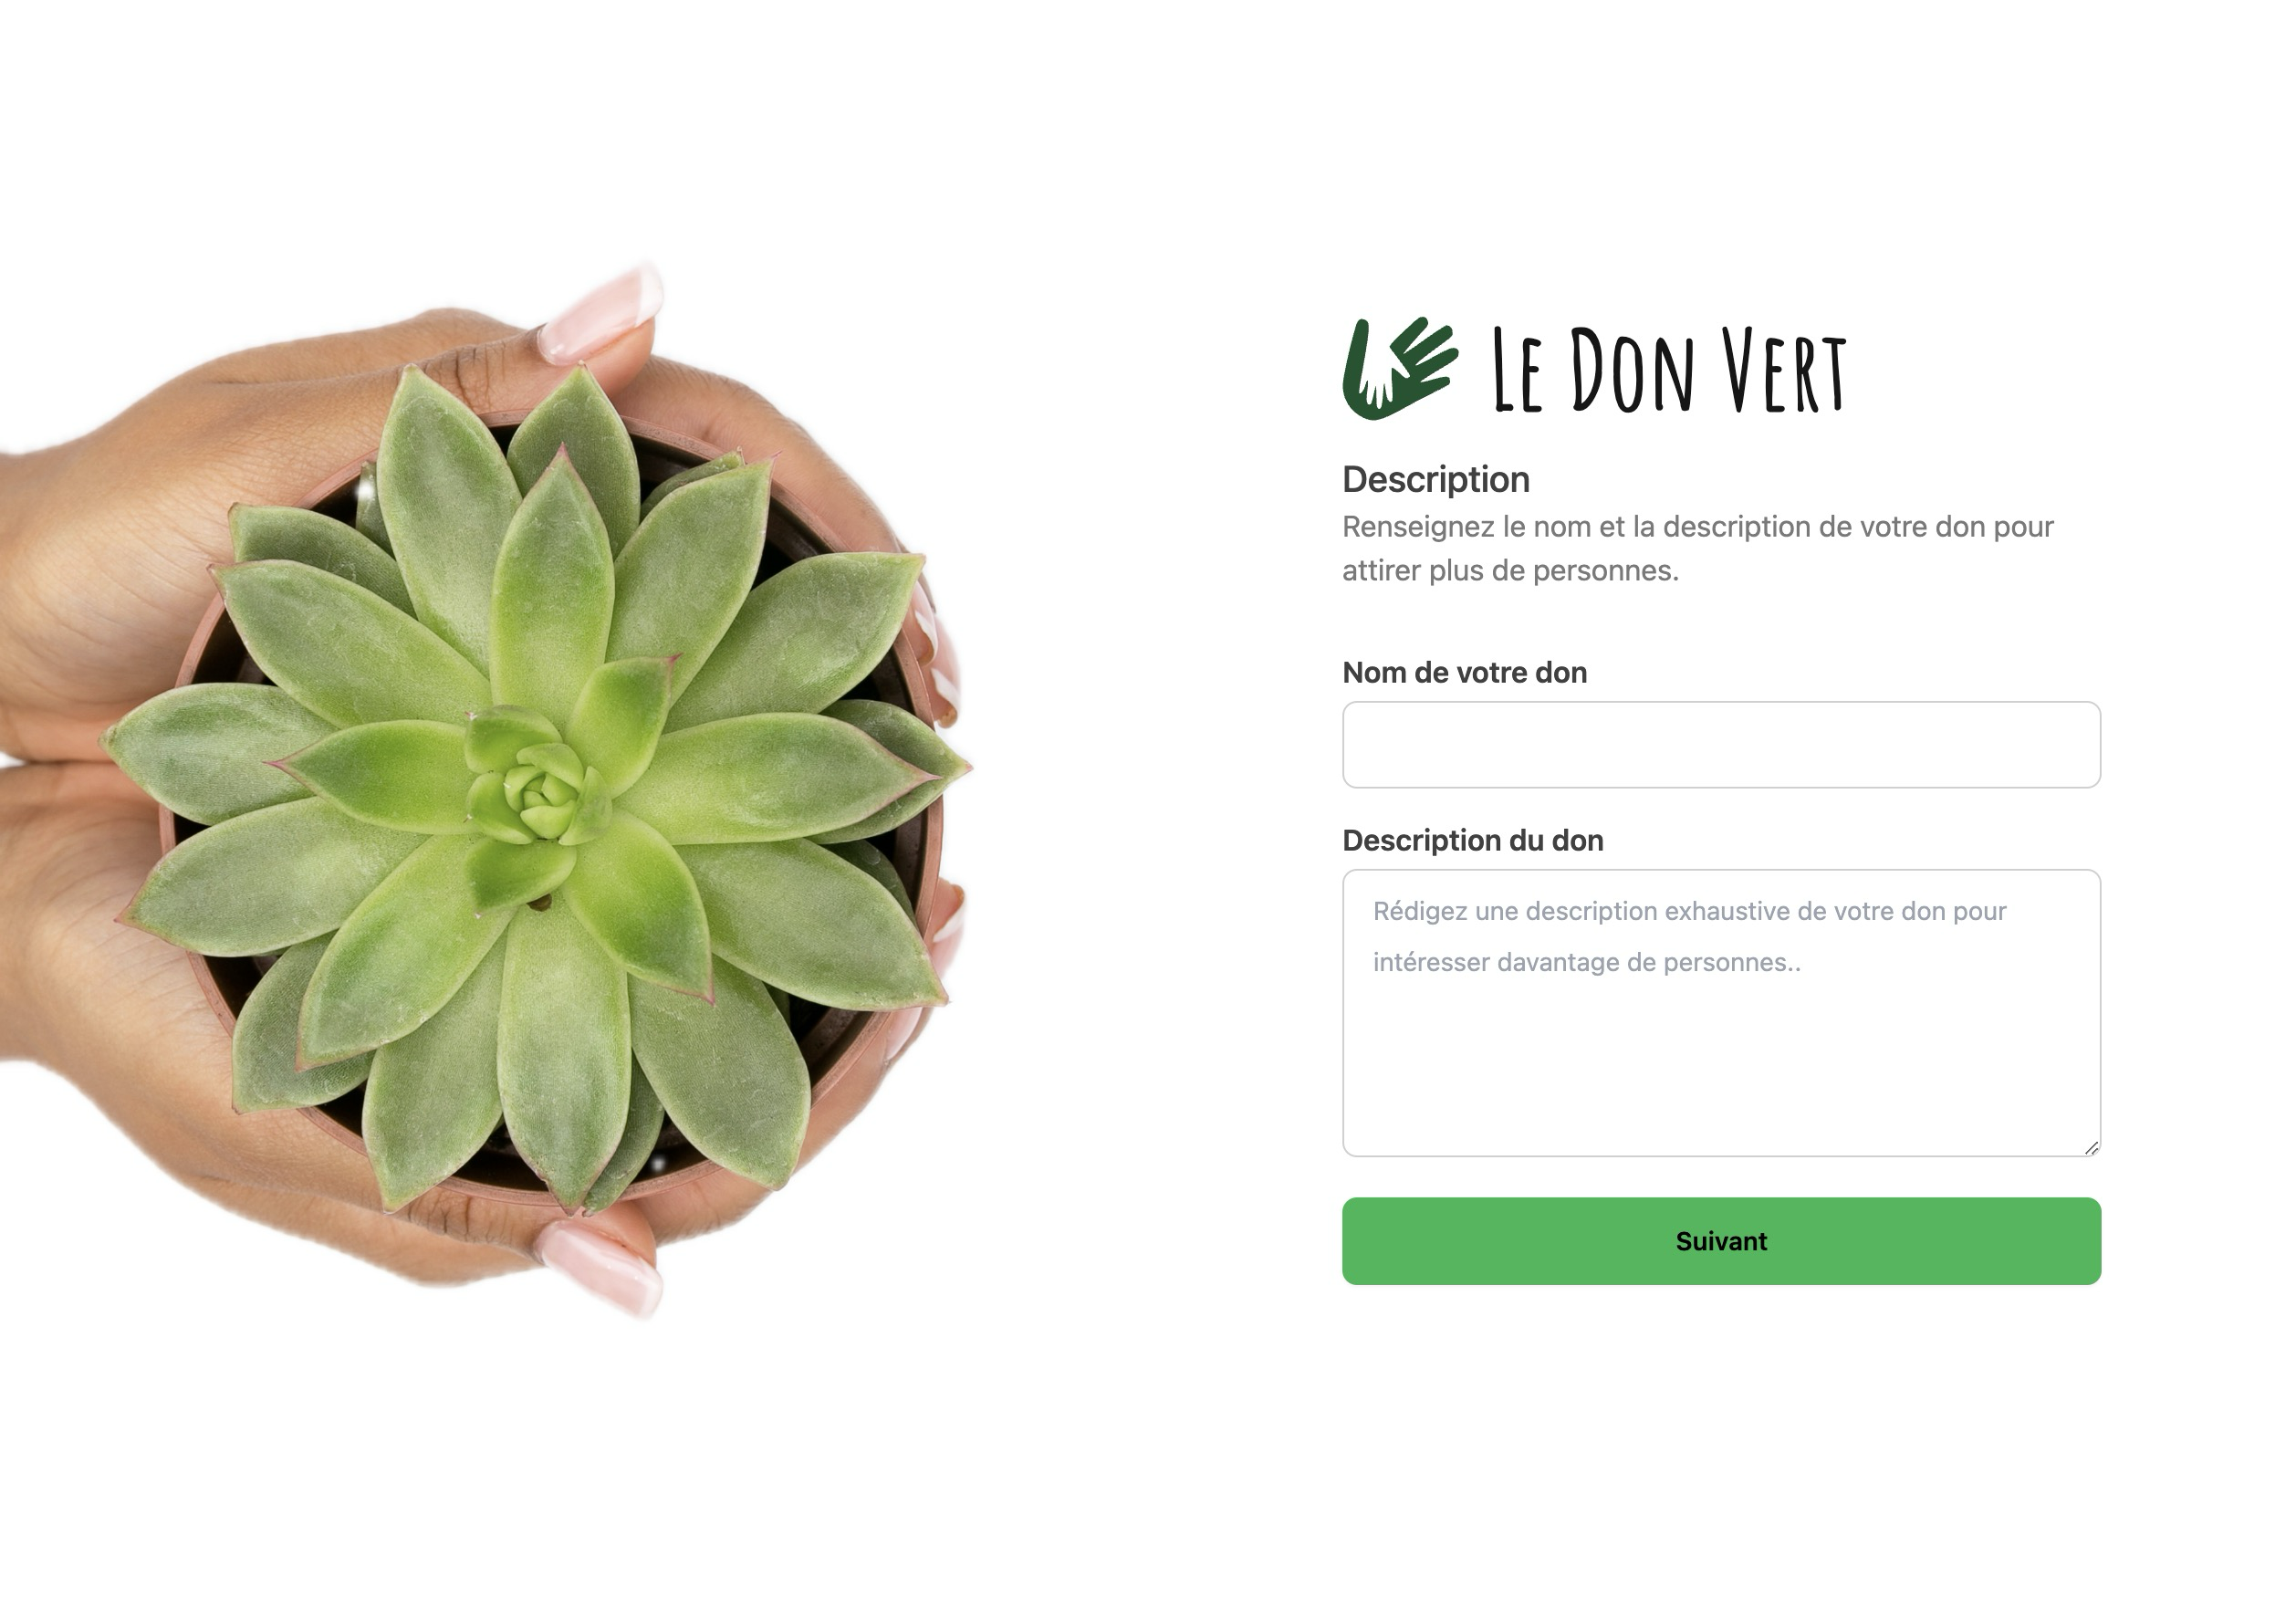 Le Don Vert
Description
Renseignez le nom et la description de votre don pour
attirer plus de personnes.
Nom de votre don
Description du don
Rédigez une description exhaustive de votre don pour
intéresser davantage de personnes..
Suivant